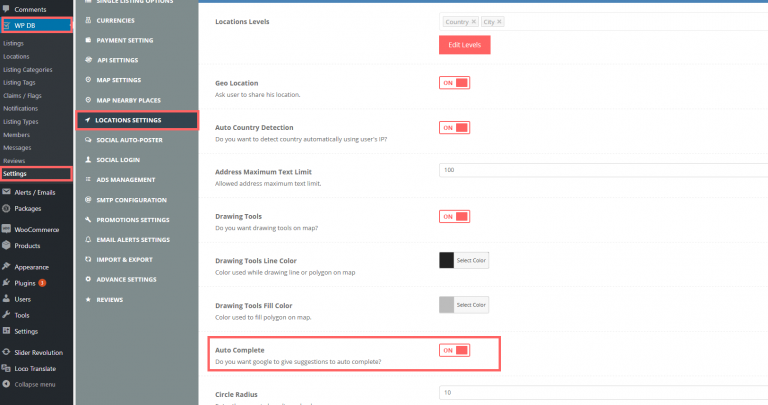 Comments
WP DB
Listings
Locations
Listing Categories
Listing Tags
Claims / Flags
Notifications
Listing Types
Members
Messages
Reviews
Settings
Alerts / Emails
Packages
WooCommerce
Products
Appearance
Plugins 1
Users
Tools
Settings
Slider Revolution
Loco Translate
Collapse menu
SINGLE LISTING OPTIONS
CURRENCIES
PAYMENT SETTING
API SETTINGS
MAP SETTINGS
MAP NEARBY PLACES
LOCATIONS SETTINGS
SOCIAL AUTO-POSTER
SOCIAL LOGIN
ADS MANAGEMENT
SMTP CONFIGURATION
PROMOTIONS SETTINGS
EMAIL ALERTS SETTINGS
IMPORT & EXPORT
ADVANCE SETTINGS
REVIEWS
Locations Levels
Country × City ×
Edit Levels
Geo Location
Ask user to share his location.
ON
Auto Country Detection
Do you want to detect country automatically using user's IP?
ON
Address Maximum Text Limit
Allowed address maximum text limit.
100
Drawing Tools
Do you want drawing tools on map?
ON
Drawing Tools Line Color
Color used while drawing line or polygon on map
Select Color
Drawing Tools Fill Color
Color used to fill polygon on map.
Select Color
Auto Complete
Do you want google to give suggestions to auto complete?
ON
Circle Radius
10